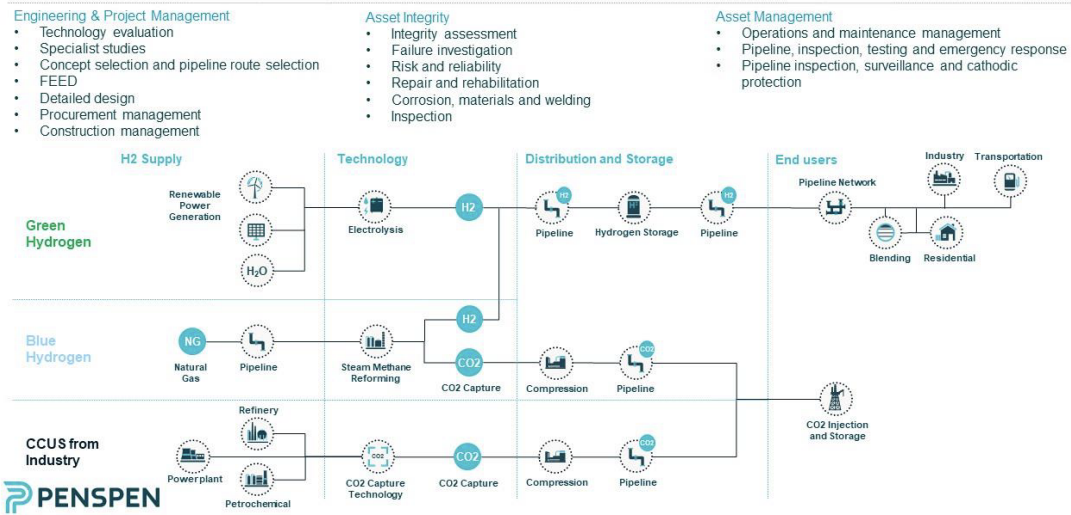 Engineering & Project Management
• Technology evaluation
• Specialist studies
• Concept selection and pipeline route selection
• FEED
• Detailed design
• Procurement management
• Construction management
Asset Integrity
• Integrity assessment
• Failure investigation
• Risk and reliability
• Repair and rehabilitation
• Corrosion, materials and welding
• Inspection
Asset Management
• Operations and maintenance management
• Pipeline, inspection, testing and emergency response
• Pipeline inspection, surveillance and cathodic
protection
H2 Supply
Technology
Distribution and Storage
End users
Green
Hydrogen
Renewable
Power
Generation
H2O
Electrolysis
H2
H2
Pipeline
H2
Hydrogen Storage
H2
Pipeline
Pipeline Network
Industry
Transportation
Blending
Residential
Blue
Hydrogen
NG
Natural
Gas
Pipeline
Steam Methane
Reforming
H2
CO2
CO2 Capture
Compression
CO2
Pipeline
CO2 Injection
and Storage
CCUS from
Industry
Refinery
Powerplant
Petrochemical
CO2
CO2 Capture
Technology
CO2
CO2 Capture
Compression
CO2
Pipeline
PENSPEN